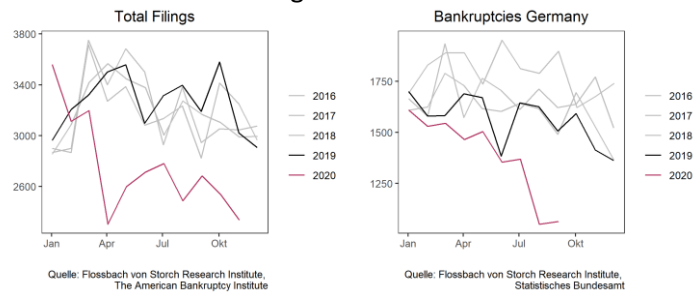 Total Filings
3800
3400
3000
2600
Jan
Apr
Jul
Okt
2016
2017
2018
2019
2020
Quelle: Flossbach von Storch Research Institute,
The American Bankruptcy Institute
Bankruptcies Germany
1750
1500
1250
Jan
Apr
Jul
Okt
2016
2017
2018
2019
2020
Quelle: Flossbach von Storch Research Institute,
Statistisches Bundesamt